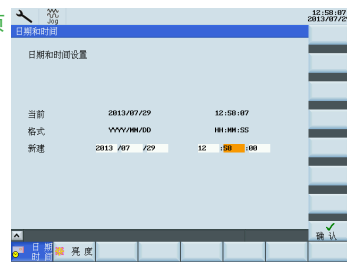 12:58:07
2013/07/29
Jog
日期和时间
日期和时间设置
当前 2013/07/29 12:58:07
格式 YYYY/MM/DD HH:MM:SS
新建 2013 /07 /29 12 :58 :00
确 认
日 期 亮 度
时 间